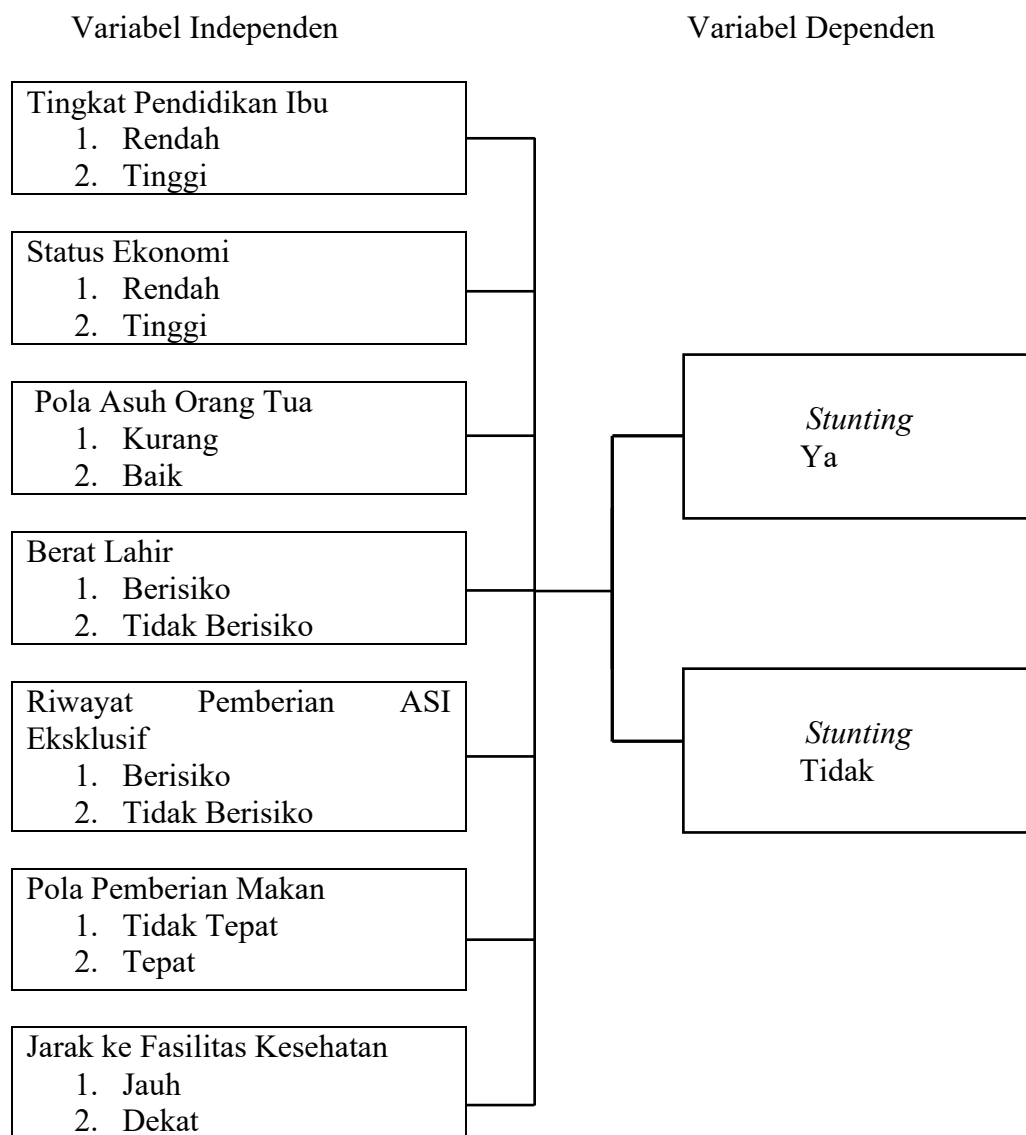 Variabel Independen
Variabel Dependen
Tingkat Pendidikan Ibu
1. Rendah
2. Tinggi
Status Ekonomi
1. Rendah
2. Tinggi
Pola Asuh Orang Tua
1. Kurang
2. Baik
Berat Lahir
1. Berisiko
2. Tidak Berisiko
Riwayat Pemberian ASI
Eksklusif
1. Berisiko
2. Tidak Berisiko
Pola Pemberian Makan
1. Tidak Tepat
2. Tepat
Jarak ke Fasilitas Kesehatan
1. Jauh
2. Dekat
Stunting
Ya
Stunting
Tidak